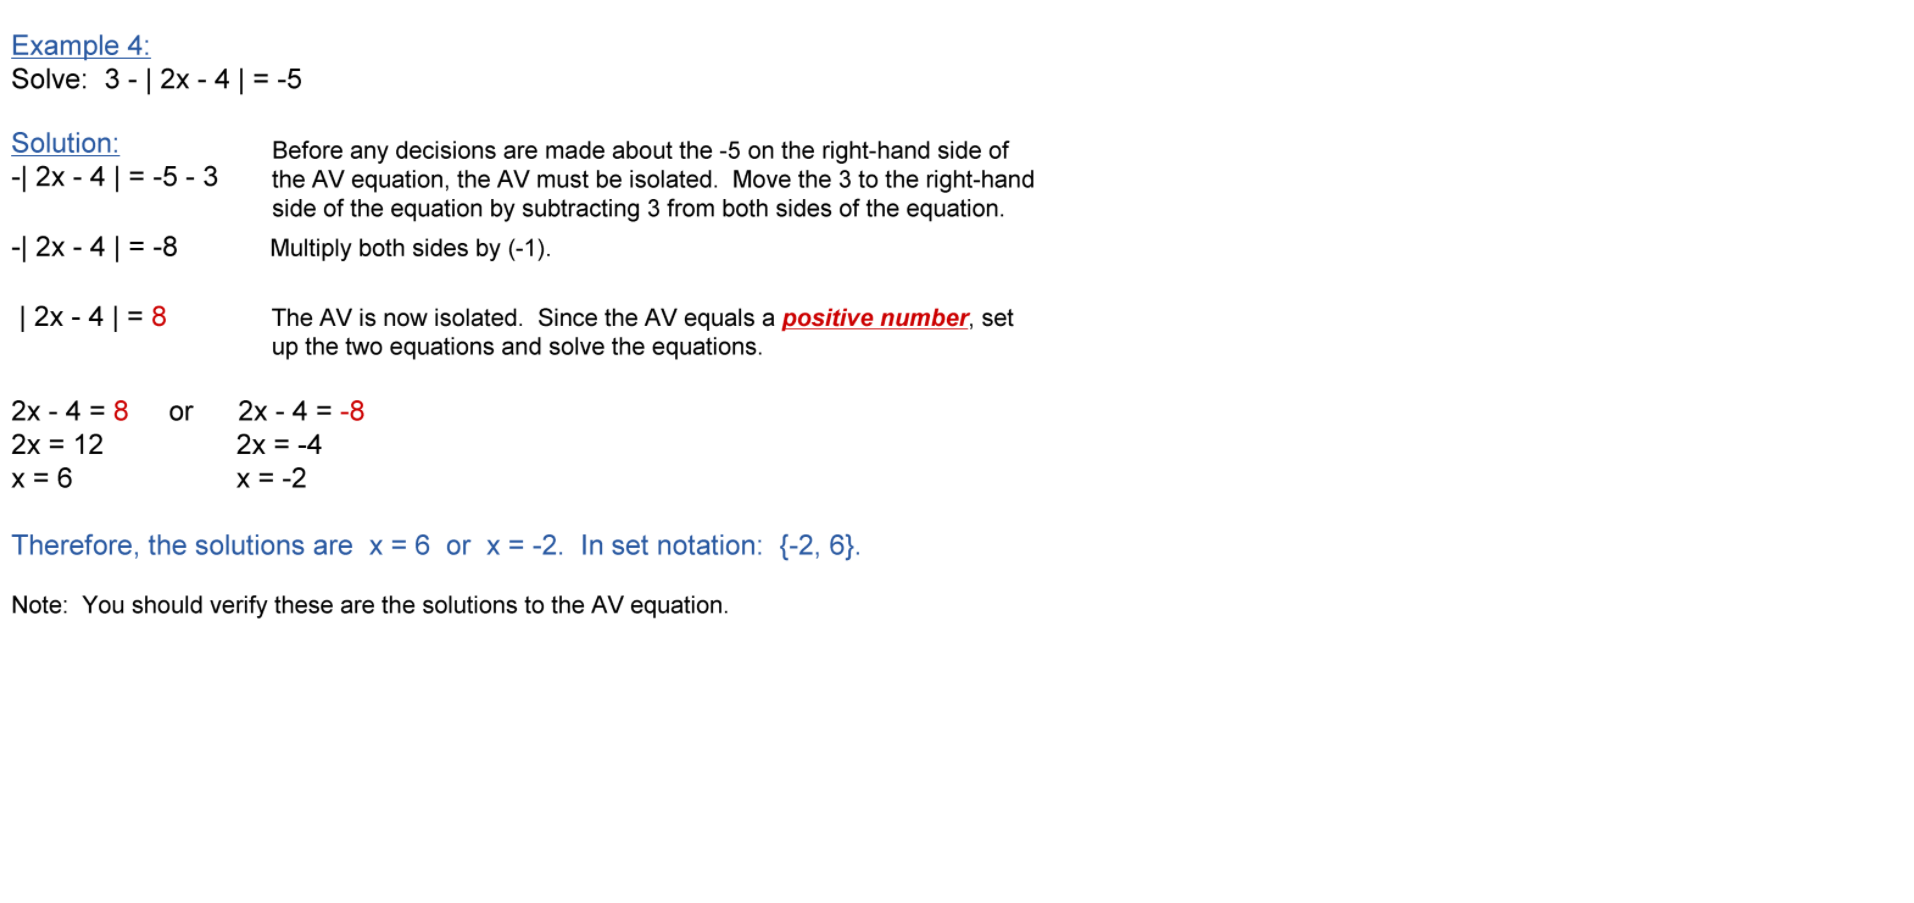 Example 4:
Solve:  3 - | 2x - 4 | = -5
Solution:
-| 2x - 4 | = -5 - 3
Before any decisions are made about the -5 on the right-hand side of
the AV equation, the AV must be isolated.  Move the 3 to the right-hand
side of the equation by subtracting 3 from both sides of the equation.
-| 2x - 4 | = -8
Multiply both sides by (-1).
| 2x - 4 | = 8
The AV is now isolated.  Since the AV equals a positive number, set
up the two equations and solve the equations.
2x - 4 = 8     or     2x - 4 = -8
2x = 12     2x = -4
x = 6     x = -2
Therefore, the solutions are  x = 6  or  x = -2.  In set notation:  {-2, 6}.
Note:  You should verify these are the solutions to the AV equation.